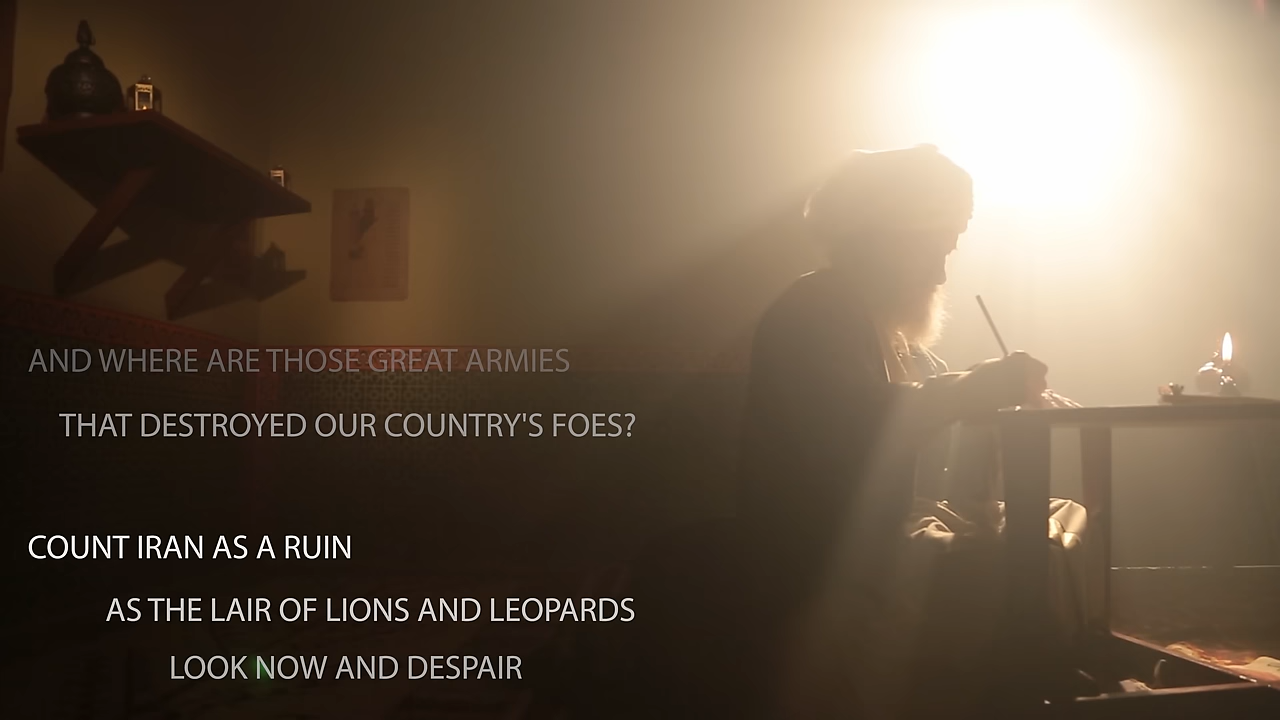 AND WHERE ARE THOSE GREAT ARMIES
THAT DESTROYED OUR COUNTRY'S FOES?
COUNT IRAN AS A RUIN
AS THE LAIR OF LIONS AND LEOPARDS
LOOK NOW AND DESPAIR